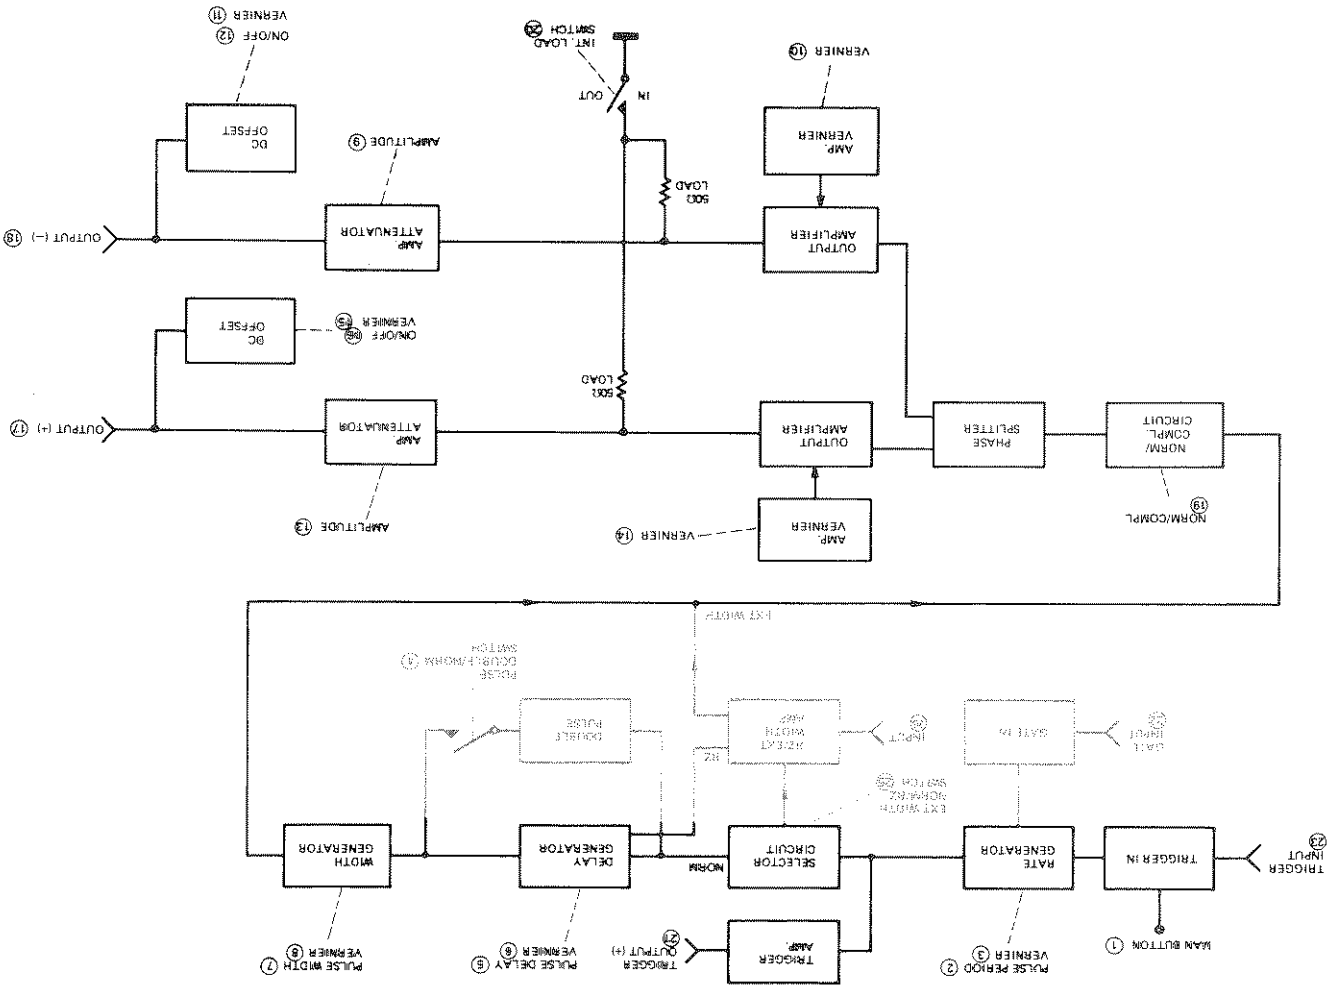 MAN BUTTON ①
PULSE PERIOD ②
VERNIER ③
TRIGGER
AMP.
TRIGGER
OUTPUT (+)
㉑
PULSE DELAY ⑤
VERNIER ⑥
PULSE WIDTH ⑦
VERNIER ⑧
TRIGGER
INPUT
㉓
TRIGGER IN
RATE
GENERATOR
SELECTOR
CIRCUIT
NORM
DELAY
GENERATOR
WIDTH
GENERATOR
EXT WIDTH
NORM/RZ
SWITCH
GATE
INPUT
GATE IN
INPUT
RZ/EXT
WIDTH
AMP
RZ
DOUBLE
PULSE
PULSE
DOUBLE/NORM ④
SWITCH
EXT WIDTH
NORM/COMPL
⑲
AMP.
VERNIER
VERNIER ⑭
AMPLITUDE ⑬
NORM/
COMPL
CIRCUIT
PHASE
SPLITTER
OUTPUT
AMPLIFIER
50Ω
LOAD
AMP.
ATTENUATOR
OUTPUT (+) ⑰
DC
OFFSET
ON/OFF ⑯
VERNIER ⑮
OUTPUT
AMPLIFIER
AMP.
ATTENUATOR
OUTPUT (–) ⑱
50Ω
LOAD
AMP.
VERNIER
AMPLITUDE ⑨
DC
OFFSET
IN
OUT
VERNIER ⑩
INT. LOAD
SWITCH ⑳
ON/OFF ⑫
VERNIER ⑪